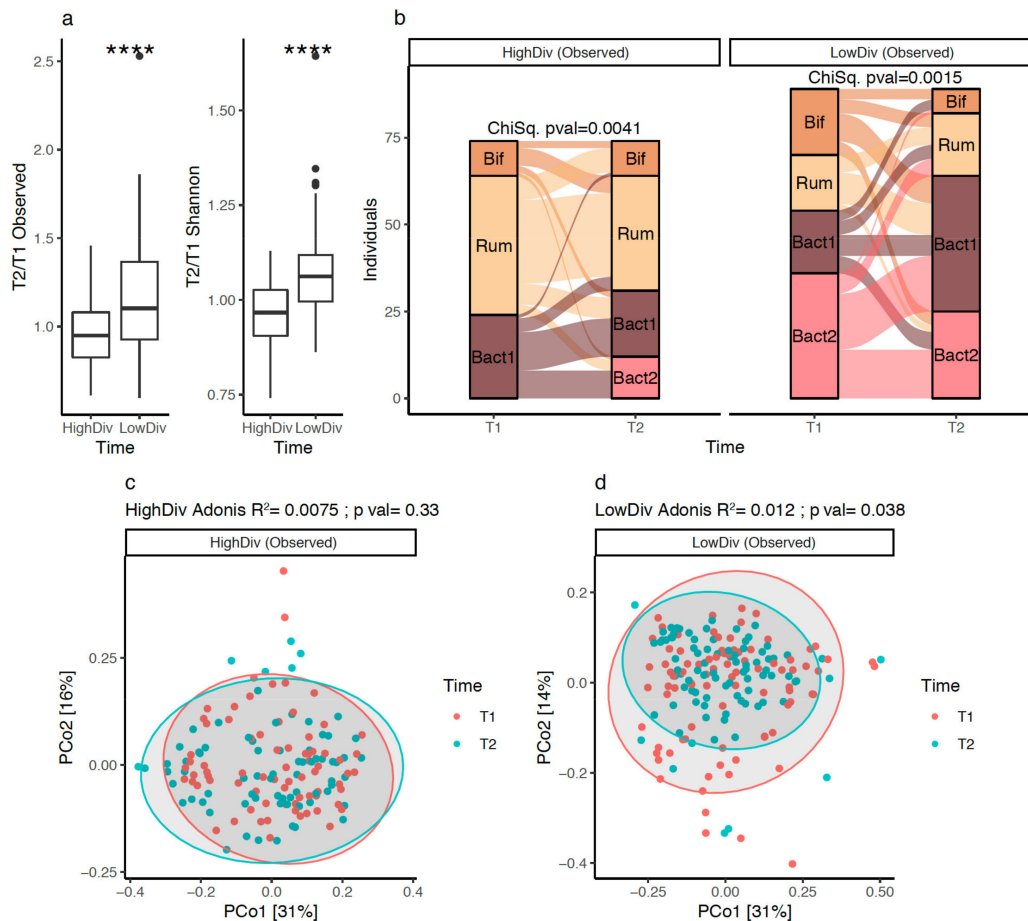 a
****
T2/T1 Observed
2.5
2.0
1.5
1.0
HighDiv LowDiv
Time
****
T2/T1 Shannon
1.50
1.25
1.00
0.75
HighDiv LowDiv
Time
b
HighDiv (Observed)
LowDiv (Observed)
ChiSq. pval=0.0041
ChiSq. pval=0.0015
Individuals
75
50
25
0
Bif
Rum
Bact1
Bif
Rum
Bact1
Bact2
Bif
Rum
Bact1
Bact2
Bif
Rum
Bact1
Bact2
T1
T2
T1
T2
Time
c
HighDiv Adonis R²= 0.0075 ; p val= 0.33
HighDiv (Observed)
PCo2 [16%]
0.25
0.00
-0.25
-0.4
-0.2
0.0
0.2
0.4
PCo1 [31%]
Time
T1
T2
d
LowDiv Adonis R²= 0.012 ; p val= 0.038
LowDiv (Observed)
PCo2 [14%]
0.2
0.0
-0.2
-0.4
-0.25
0.00
0.25
0.50
PCo1 [31%]
Time
T1
T2